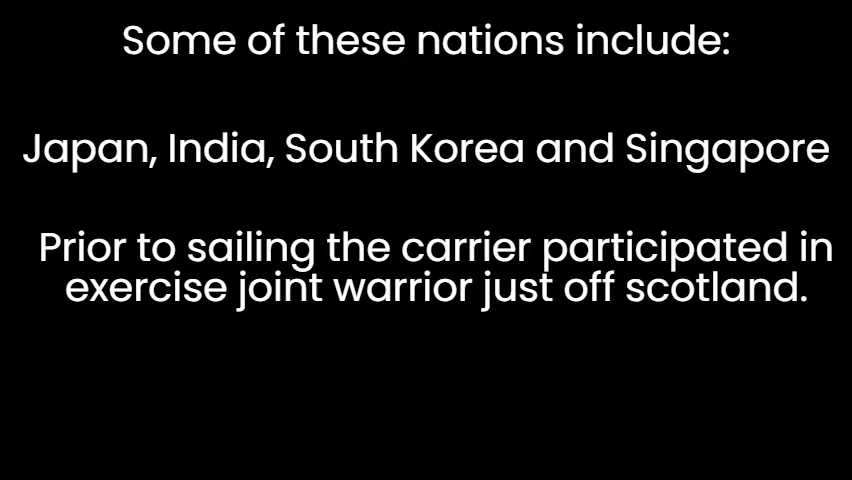 Some of these nations include:
Japan, India, South Korea and Singapore
Prior to sailing the carrier participated in
exercise joint warrior just off scotland.